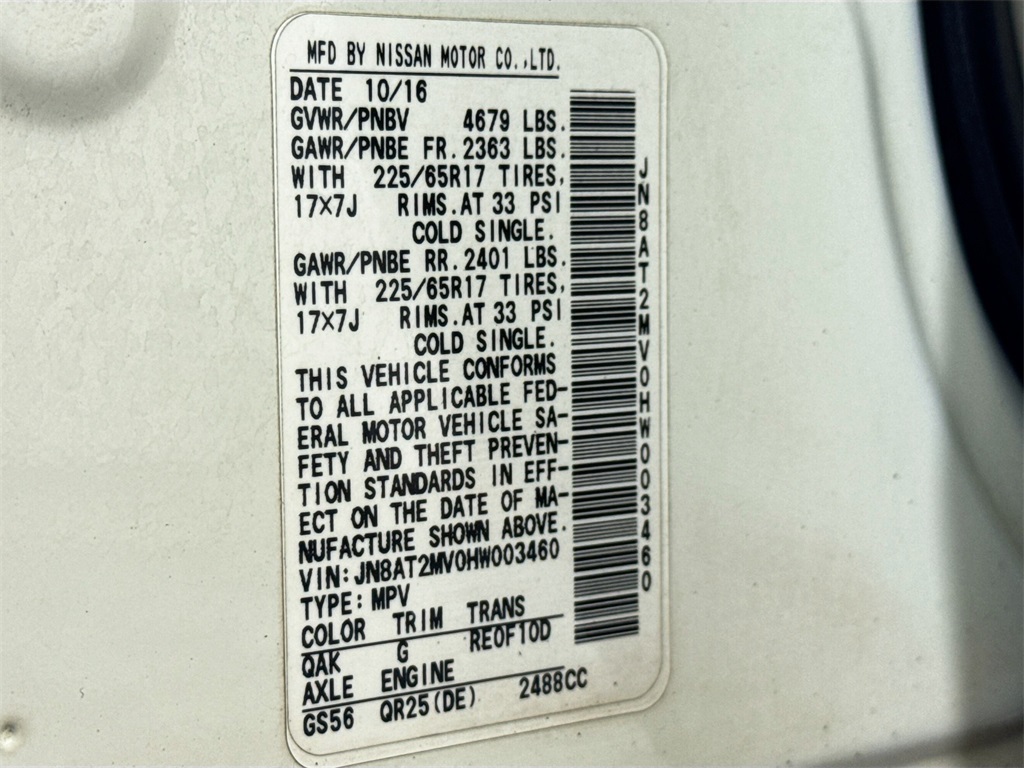 MFD BY NISSAN MOTOR CO.,LTD.
DATE 10/16
GVWR/PNBV 4679 LBS.
GAWR/PNBE FR. 2363 LBS.
WITH 225/65R17 TIRES,
17X7J RIMS.AT 33 PSI
COLD SINGLE.
GAWR/PNBE RR. 2401 LBS.
WITH 225/65R17 TIRES,
17X7J RIMS.AT 33 PSI
COLD SINGLE.
THIS VEHICLE CONFORMS
TO ALL APPLICABLE FED-
ERAL MOTOR VEHICLE SA-
FETY AND THEFT PREVEN-
TION STANDARDS IN EFF-
ECT ON THE DATE OF MA-
NUFACTURE SHOWN ABOVE.
VIN: JN8AT2MV0HW003460
TYPE: MPV
COLOR TRIM TRANS
QAK G RE0F10D
AXLE ENGINE
GS56 QR25(DE) 2488CC
JN8AT2MV0HW003460